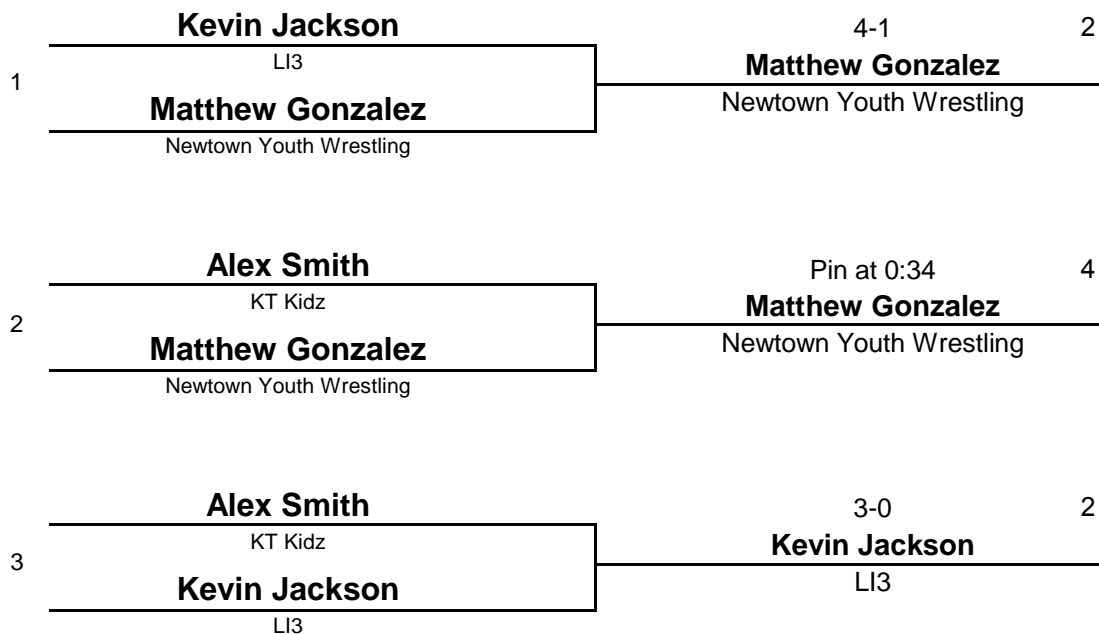 Kevin Jackson
4-1 2
LI3
Matthew Gonzalez
1
Matthew Gonzalez
Newtown Youth Wrestling
Newtown Youth Wrestling
Alex Smith
Pin at 0:34 4
KT Kidz
Matthew Gonzalez
2
Matthew Gonzalez
Newtown Youth Wrestling
Newtown Youth Wrestling
Alex Smith
3-0 2
KT Kidz
Kevin Jackson
3
Kevin Jackson
LI3
LI3